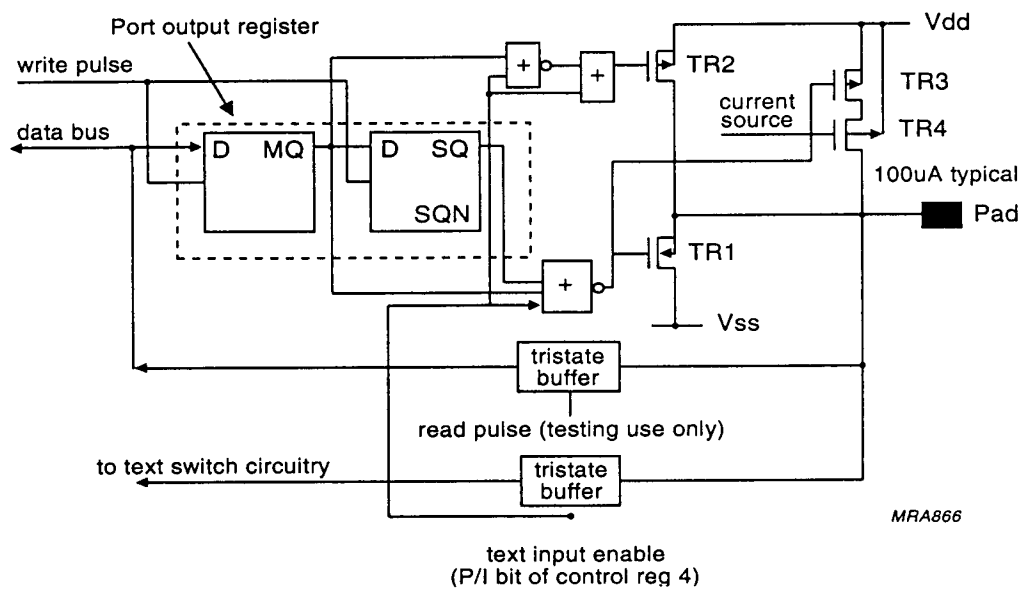 Port output register
Vdd
write pulse
+
+
TR2
TR3
current
source
TR4
data bus
D MQ
D SQ
SQN
100uA typical
Pad
TR1
+
Vss
tristate
buffer
read pulse (testing use only)
to text switch circuitry
tristate
buffer
MRA866
text input enable
(P/I bit of control reg 4)